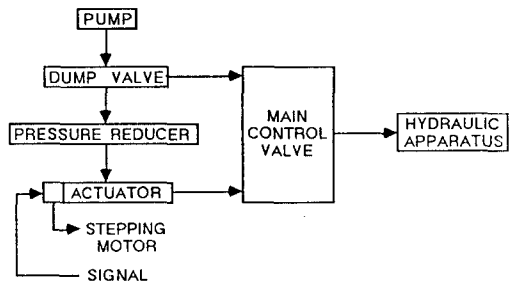 PUMP
DUMP VALVE
PRESSURE REDUCER
ACTUATOR
STEPPING
MOTOR
SIGNAL
MAIN
CONTROL
VALVE
HYDRAULIC
APPARATUS